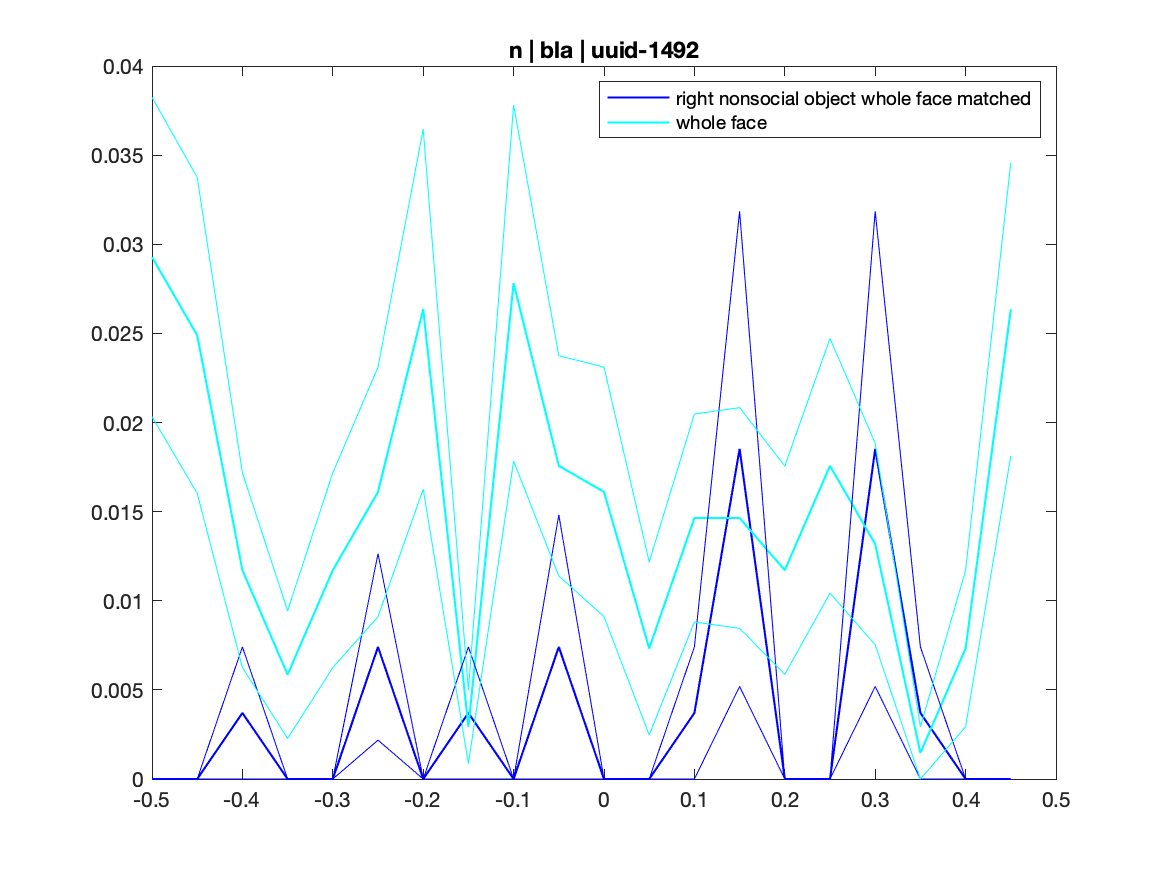 n | bla | uuid-1492
right nonsocial object whole face matched
whole face
0.04
0.035
0.03
0.025
0.02
0.015
0.01
0.005
0
-0.5 -0.4 -0.3 -0.2 -0.1 0 0.1 0.2 0.3 0.4 0.5